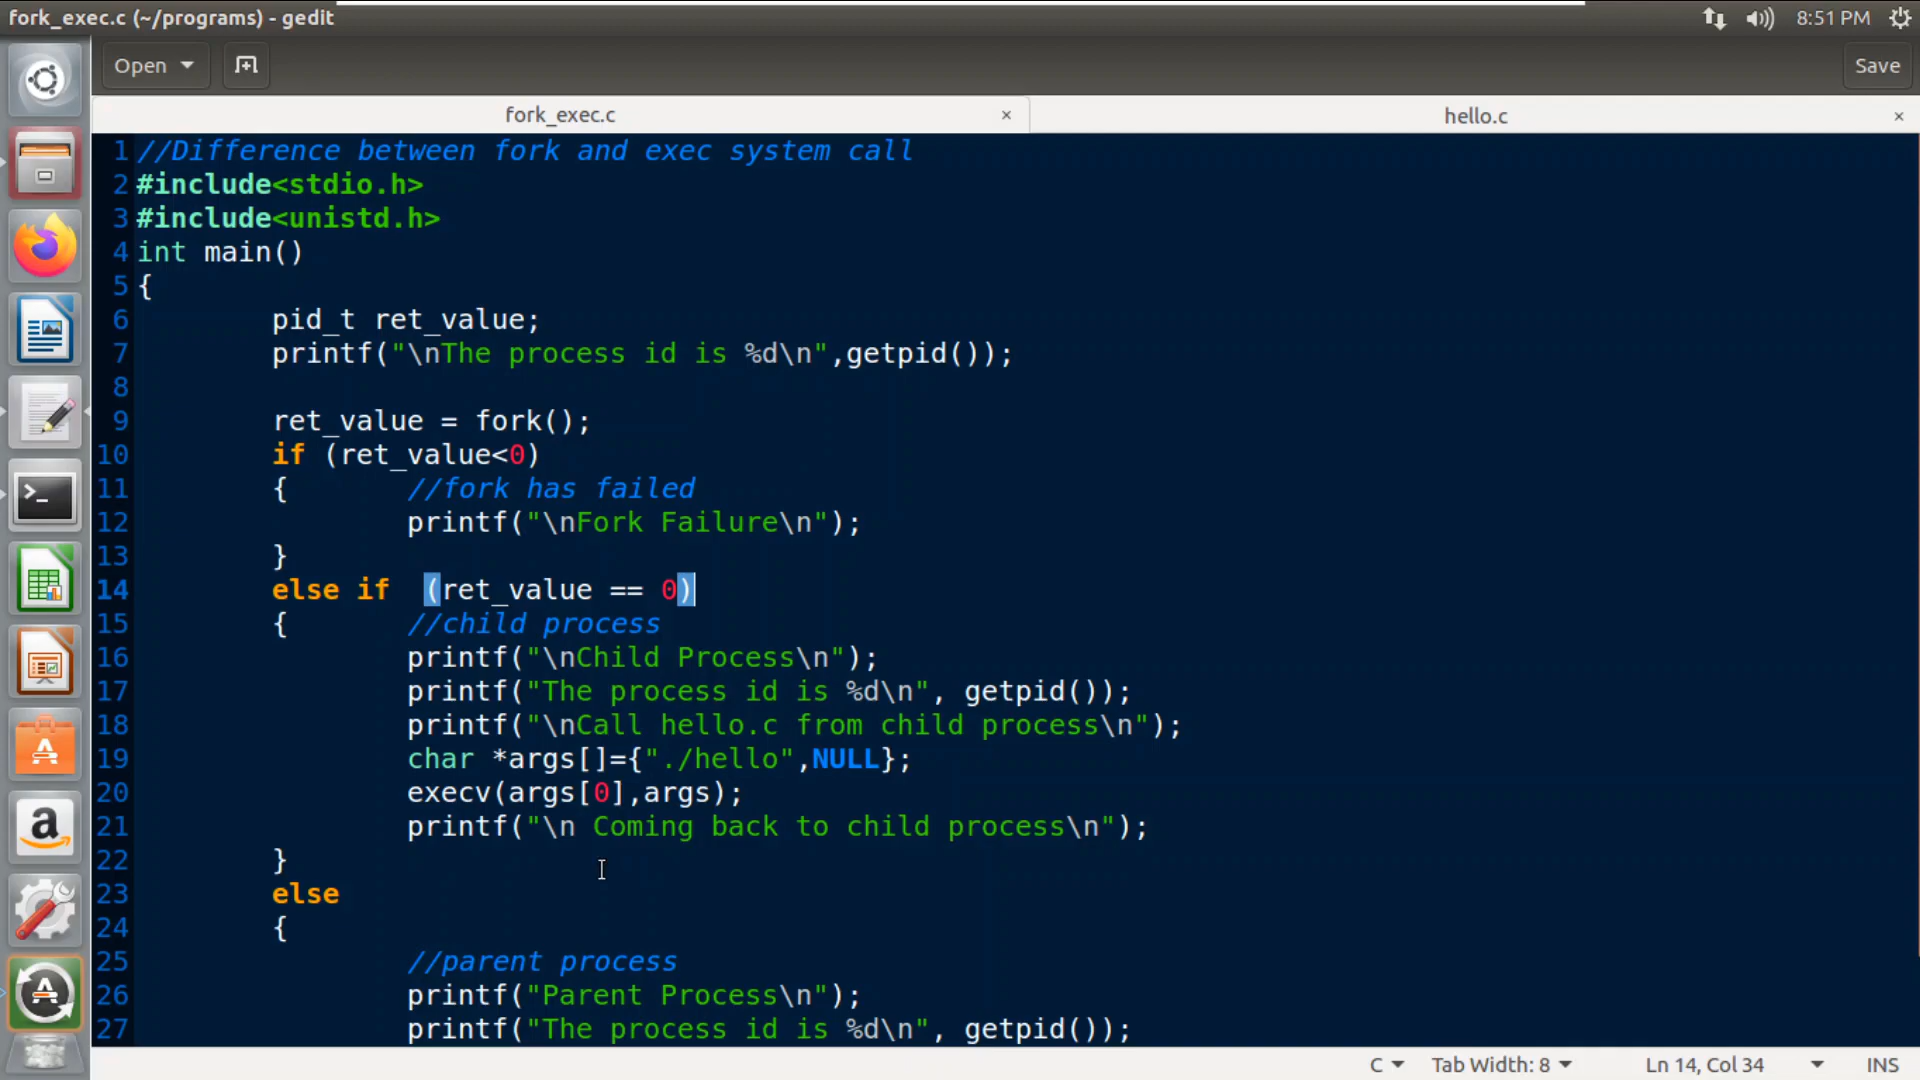 fork_exec.c (~/programs) - gedit
8:51 PM
Open
Save
fork_exec.c ×
hello.c ×
1 //Difference between fork and exec system call
2 #include<stdio.h>
3 #include<unistd.h>
4 int main()
5 {
6 pid_t ret_value;
7 printf("\nThe process id is %d\n",getpid());
8
9 ret_value = fork();
10 if (ret_value<0)
11 { //fork has failed
12 printf("\nFork Failure\n");
13 }
14 else if  (ret_value == 0)
15 { //child process
16 printf("\nChild Process\n");
17 printf("The process id is %d\n", getpid());
18 printf("\nCall hello.c from child process\n");
19 char *args[]={"./hello",NULL};
20 execv(args[0],args);
21 printf("\n Coming back to child process\n");
22 }
23 else
24 {
25 //parent process
26 printf("Parent Process\n");
27 printf("The process id is %d\n", getpid());
C Tab Width: 8 Ln 14, Col 34 INS